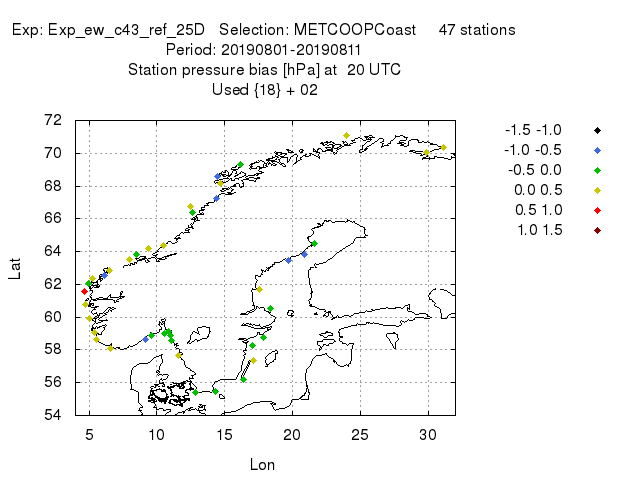 Exp: Exp_ew_c43_ref_25D   Selection: METCOOPCoast     47 stations
Period: 20190801-20190811
Station pressure bias [hPa] at  20 UTC
Used {18} + 02
72
70
68
66
64
62
60
58
56
54
Lat
5 10 15 20 25 30
Lon
-1.5 -1.0
-1.0 -0.5
-0.5 0.0
0.0 0.5
0.5 1.0
1.0 1.5